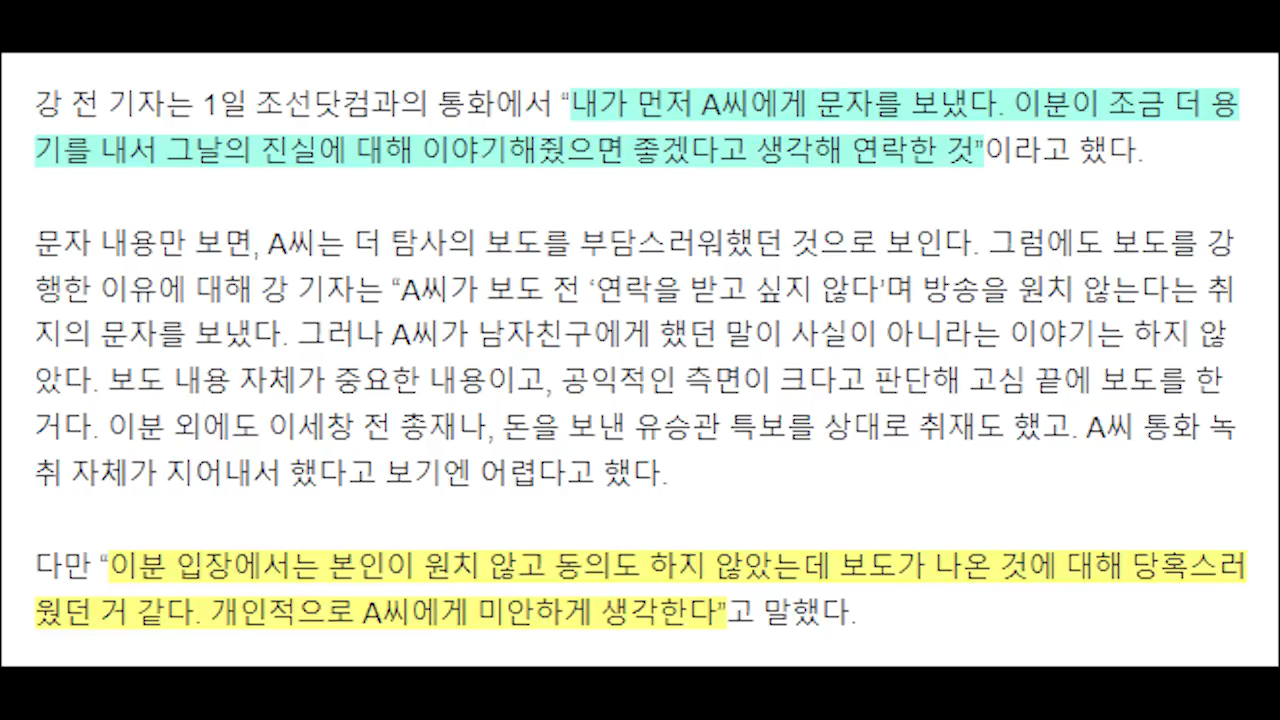 강 전 기자는 1일 조선닷컴과의 통화에서 “내가 먼저 A씨에게 문자를 보냈다. 이분이 조금 더 용
기를 내서 그날의 진실에 대해 이야기해줬으면 좋겠다고 생각해 연락한 것”이라고 했다.
문자 내용만 보면, A씨는 더 탐사의 보도를 부담스러워했던 것으로 보인다. 그럼에도 보도를 강
행한 이유에 대해 강 기자는 “A씨가 보도 전 ‘연락을 받고 싶지 않다’며 방송을 원치 않는다는 취
지의 문자를 보냈다. 그러나 A씨가 남자친구에게 했던 말이 사실이 아니라는 이야기는 하지 않
았다. 보도 내용 자체가 중요한 내용이고, 공익적인 측면이 크다고 판단해 고심 끝에 보도를 한
거다. 이분 외에도 이세창 전 총재나, 돈을 보낸 유승관 특보를 상대로 취재도 했고. A씨 통화 녹
취 자체가 지어내서 했다고 보기엔 어렵다고 했다.
다만 “이분 입장에서는 본인이 원치 않고 동의도 하지 않았는데 보도가 나온 것에 대해 당혹스러
웠던 거 같다. 개인적으로 A씨에게 미안하게 생각한다”고 말했다.